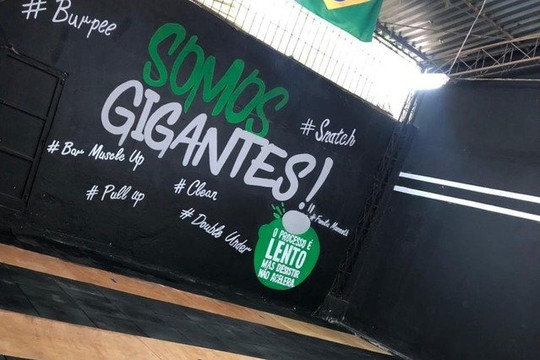 # Burpee
SOMOS
GIGANTES!
# Snatch
# Bar Muscle Up
# Pull up
# Clean
# Double Under
O PROCESSO É
LENTO
MAS DESISTIR
NÃO ACELERA.